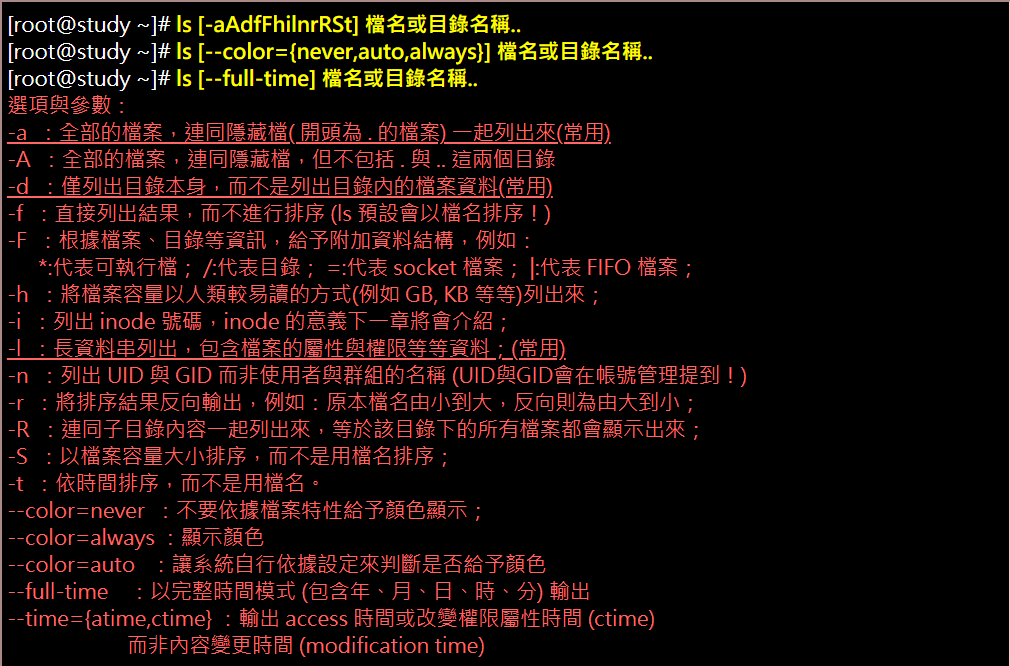 [root@study ~]# ls [-aAdfFhilnrRSt] 檔名或目錄名稱..
[root@study ~]# ls [--color={never,auto,always}] 檔名或目錄名稱..
[root@study ~]# ls [--full-time] 檔名或目錄名稱..
選項與參數：
-a ：全部的檔案，連同隱藏檔( 開頭為 . 的檔案) 一起列出來(常用)
-A ：全部的檔案，連同隱藏檔，但不包括 . 與 .. 這兩個目錄
-d ：僅列出目錄本身，而不是列出目錄內的檔案資料(常用)
-f ：直接列出結果，而不進行排序 (ls 預設會以檔名排序！)
-F ：根據檔案、目錄等資訊，給予附加資料結構，例如：
*:代表可執行檔； /:代表目錄； =:代表 socket 檔案； |:代表 FIFO 檔案；
-h ：將檔案容量以人類較易讀的方式(例如 GB, KB 等等)列出來；
-i ：列出 inode 號碼，inode 的意義下一章將會介紹；
-l ：長資料串列出，包含檔案的屬性與權限等等資料；(常用)
-n ：列出 UID 與 GID 而非使用者與群組的名稱 (UID與GID會在帳號管理提到！)
-r ：將排序結果反向輸出，例如：原本檔名由小到大，反向則為由大到小；
-R ：連同子目錄內容一起列出來，等於該目錄下的所有檔案都會顯示出來；
-S ：以檔案容量大小排序，而不是用檔名排序；
-t ：依時間排序，而不是用檔名。
--color=never ：不要依據檔案特性給予顏色顯示；
--color=always ：顯示顏色
--color=auto ：讓系統自行依據設定來判斷是否給予顏色
--full-time ：以完整時間模式 (包含年、月、日、時、分) 輸出
--time={atime,ctime} ：輸出 access 時間或改變權限屬性時間 (ctime)
而非內容變更時間 (modification time)